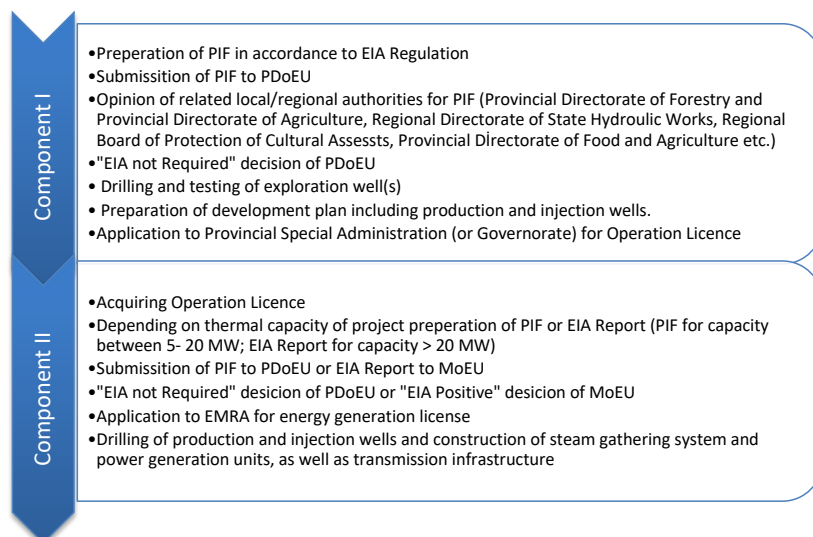 Component I
•Preperation of PIF in accordance to EIA Regulation
•Submissition of PIF to PDoEU
•Opinion of related local/regional authorities for PIF (Provincial Directorate of Forestry and
Provincial Directorate of Agriculture, Regional Directorate of State Hydroulic Works, Regional
Board of Protection of Cultural Assessts, Provincial Dİrectorate of Food and Agriculture etc.)
•"EIA not Required" decision of PDoEU
• Drilling and testing of exploration well(s)
• Preparation of development plan including production and injection wells.
•Application to Provincial Special Administration (or Governorate) for Operation Licence
Component II
•Acquiring Operation Licence
•Depending on thermal capacity of project preparation of PIF or EIA Report (PIF for capacity
between 5- 20 MW; EIA Report for capacity > 20 MW)
•Submissition of PIF to PDoEU or EIA Report to MoEU
•"EIA not Required" desicion of PDoEU or "EIA Positive" desicion of MoEU
•Application to EMRA for energy generation license
•Drilling of production and injection wells and construction of steam gathering system and
power generation units, as well as transmission infrastructure